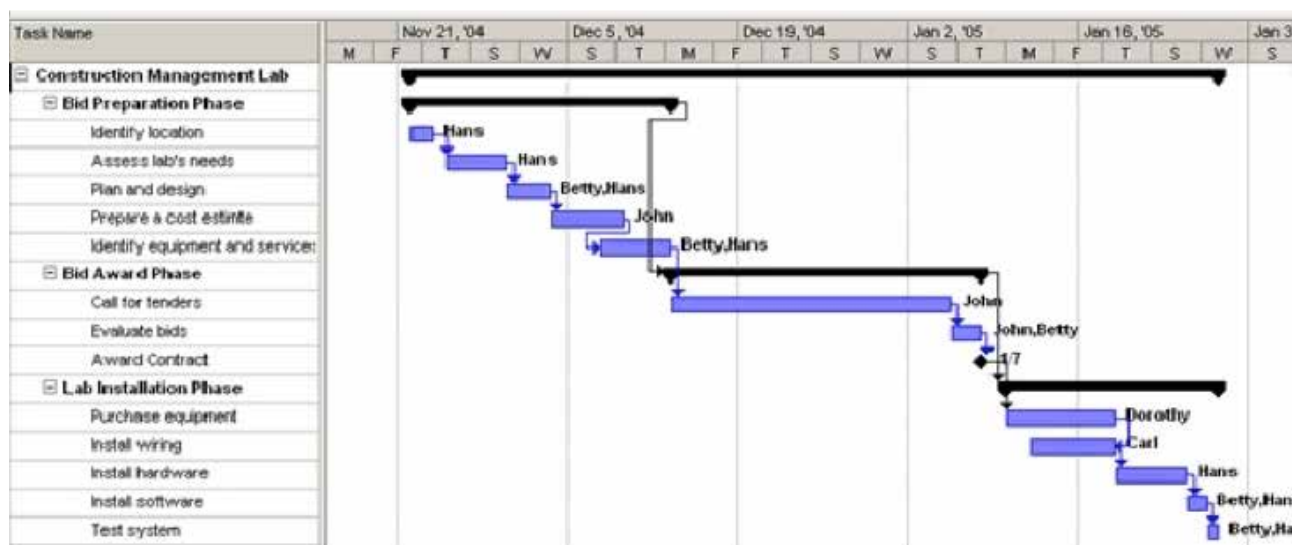 Task Name
Nov 21, '04 Dec 5, '04 Dec 19, '04 Jan 2, '05 Jan 16, '05 Jan 3
M F T S W S T M F T S W S T M F T S W S
Construction Management Lab
Bid Preparation Phase
Identify location Hans
Assess lab's needs Hans
Plan and design Betty,Hans
Prepare a cost estimte John
Identify equipment and services Betty,Hans
Bid Award Phase
Call for tenders John
Evaluate bids John,Betty
Award Contract 1/7
Lab Installation Phase
Purchase equipment Dorothy
Install wiring Carl
Install hardware Hans
Install software Betty,Han
Test system Betty,Ha